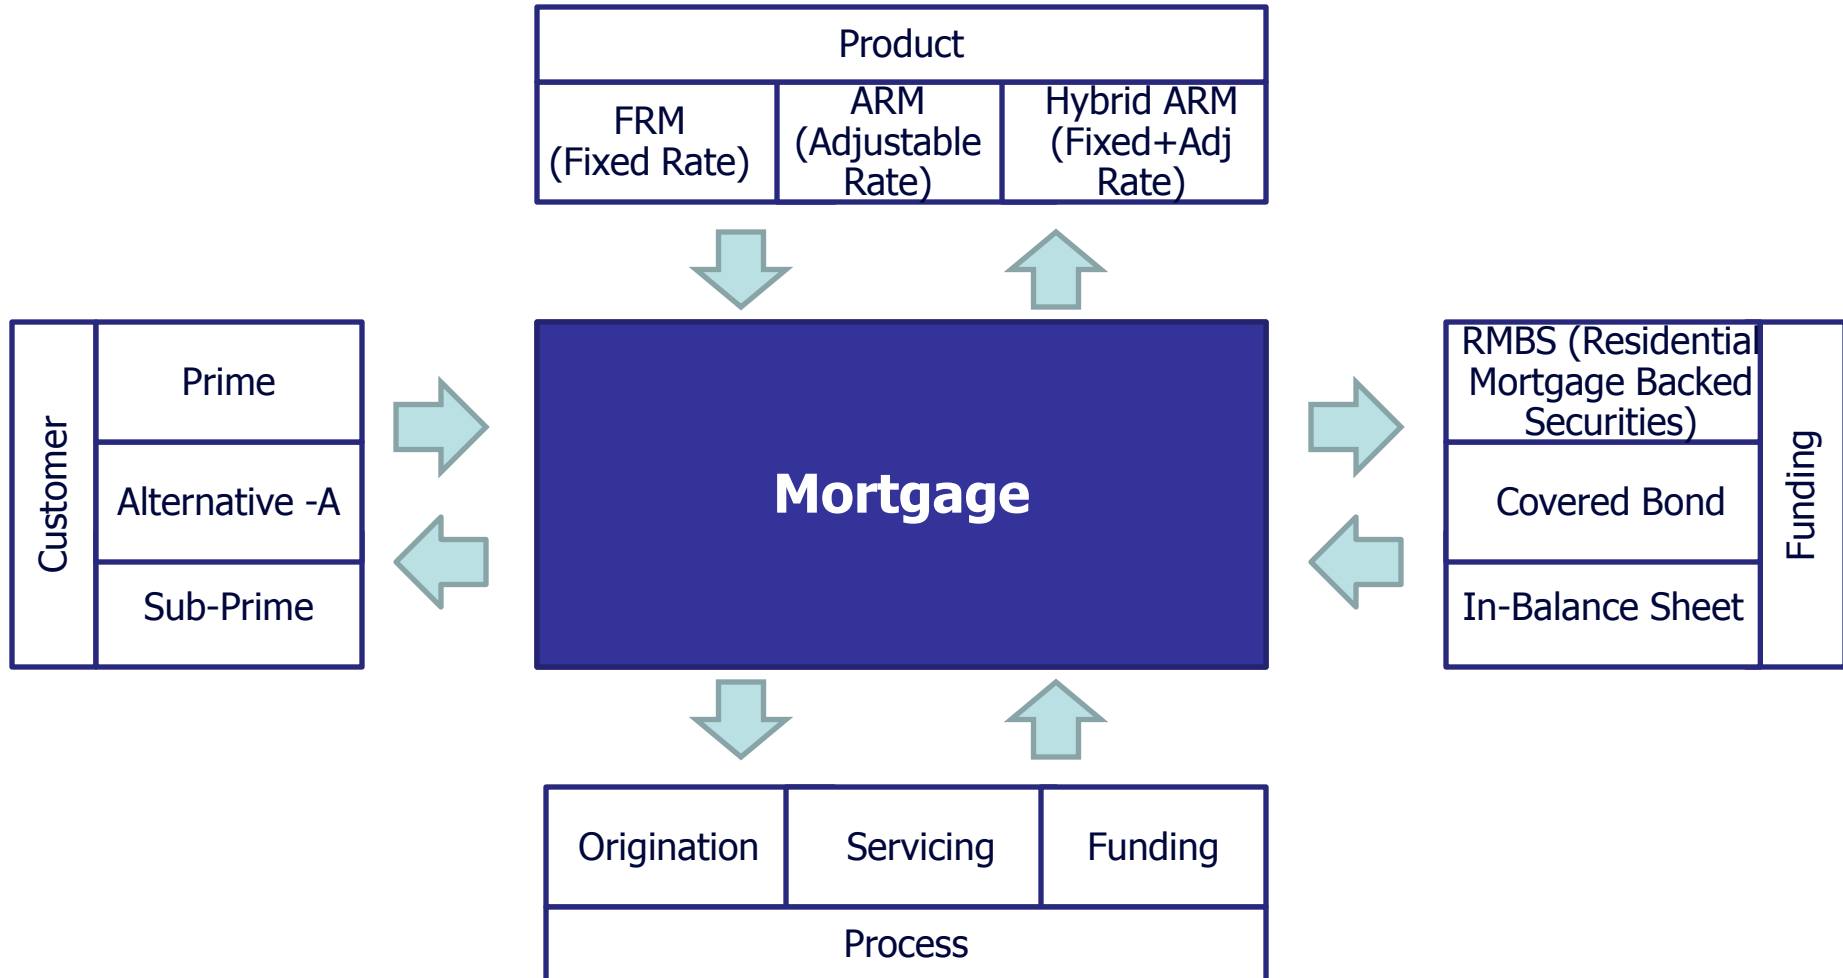 Product
FRM
(Fixed Rate)
ARM
(Adjustable
Rate)
Hybrid ARM
(Fixed+Adj
Rate)
Customer
Prime
Alternative -A
Sub-Prime
Mortgage
RMBS (Residential
Mortgage Backed
Securities)
Covered Bond
In-Balance Sheet
Funding
Origination
Servicing
Funding
Process